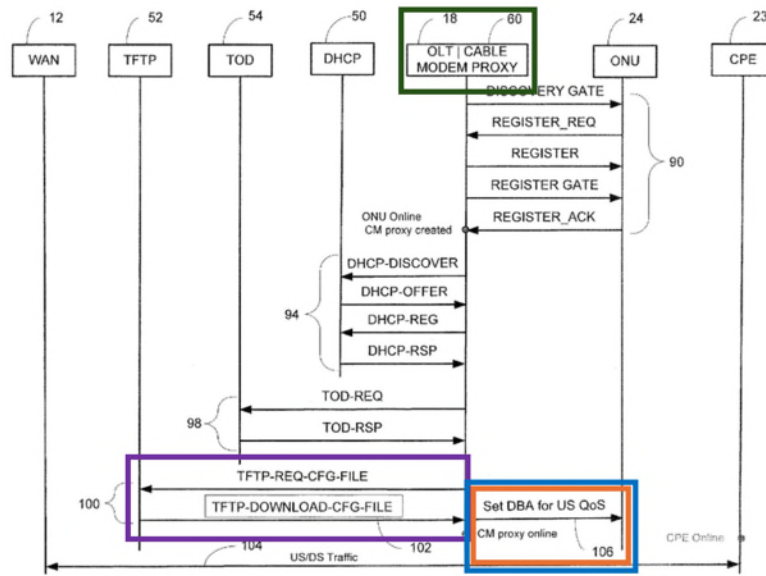 12 52 54 50 18 60 24 23
WAN TFTP TOD DHCP OLT | CABLE MODEM PROXY ONU CPE
DISCOVERY GATE
REGISTER_REQ
REGISTER
90
REGISTER GATE
ONU Online
CM proxy created
REGISTER_ACK
DHCP-DISCOVER
DHCP-OFFER
94
DHCP-REG
DHCP-RSP
TOD-REQ
98
TOD-RSP
TFTP-REQ-CFG-FILE
100
TFTP-DOWNLOAD-CFG-FILE
Set DBA for US QoS
CM proxy online
CPE Online
104
102
106
US/DS Traffic